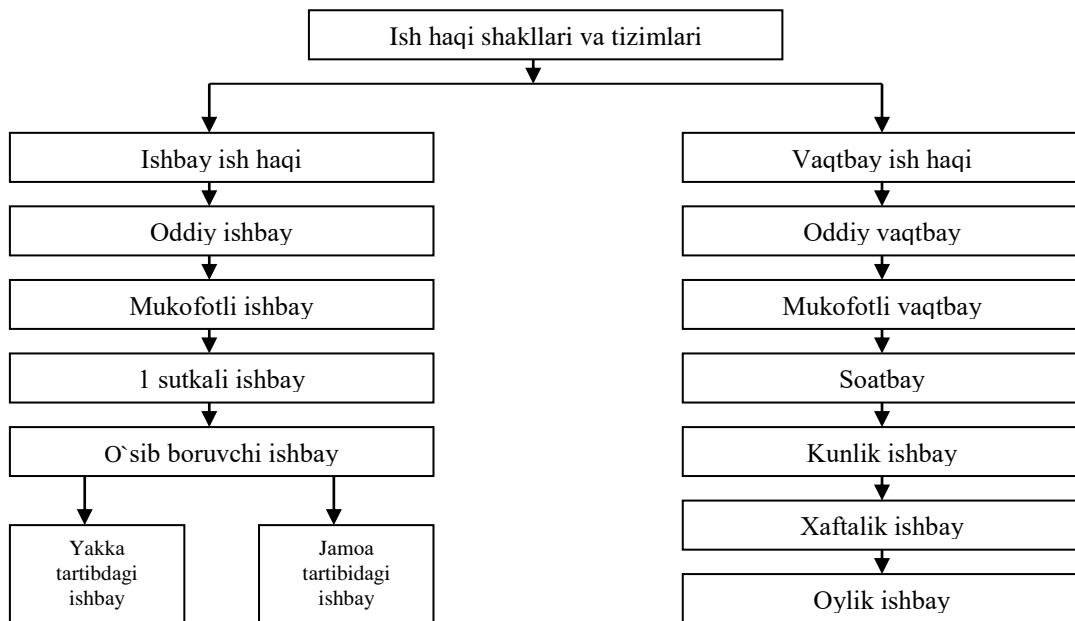 Ish haqi shakllari va tizimlari
Ishbay ish haqi
Oddiy ishbay
Mukofotli ishbay
1 sutkali ishbay
O`sib boruvchi ishbay
Yakka
tartibdagi
ishbay
Jamoa
tartibidagi
ishbay
Vaqtbay ish haqi
Oddiy vaqtbay
Mukofotli vaqtbay
Soatbay
Kunlik ishbay
Xaftalik ishbay
Oylik ishbay